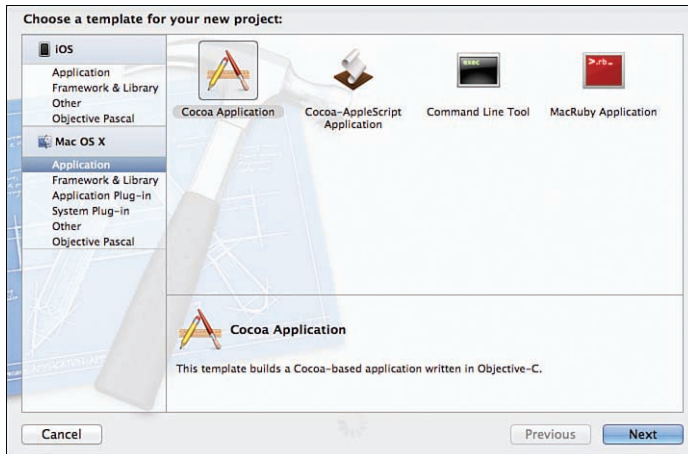 Choose a template for your new project:
iOS
Application
Framework & Library
Other
Objective Pascal
Mac OS X
Application
Framework & Library
Application Plug-in
System Plug-in
Other
Objective Pascal
Cocoa Application
Cocoa-AppleScript
Application
exec
Command Line Tool
>.rb_
MacRuby Application
Cocoa Application
This template builds a Cocoa-based application written in Objective-C.
Cancel
Previous
Next